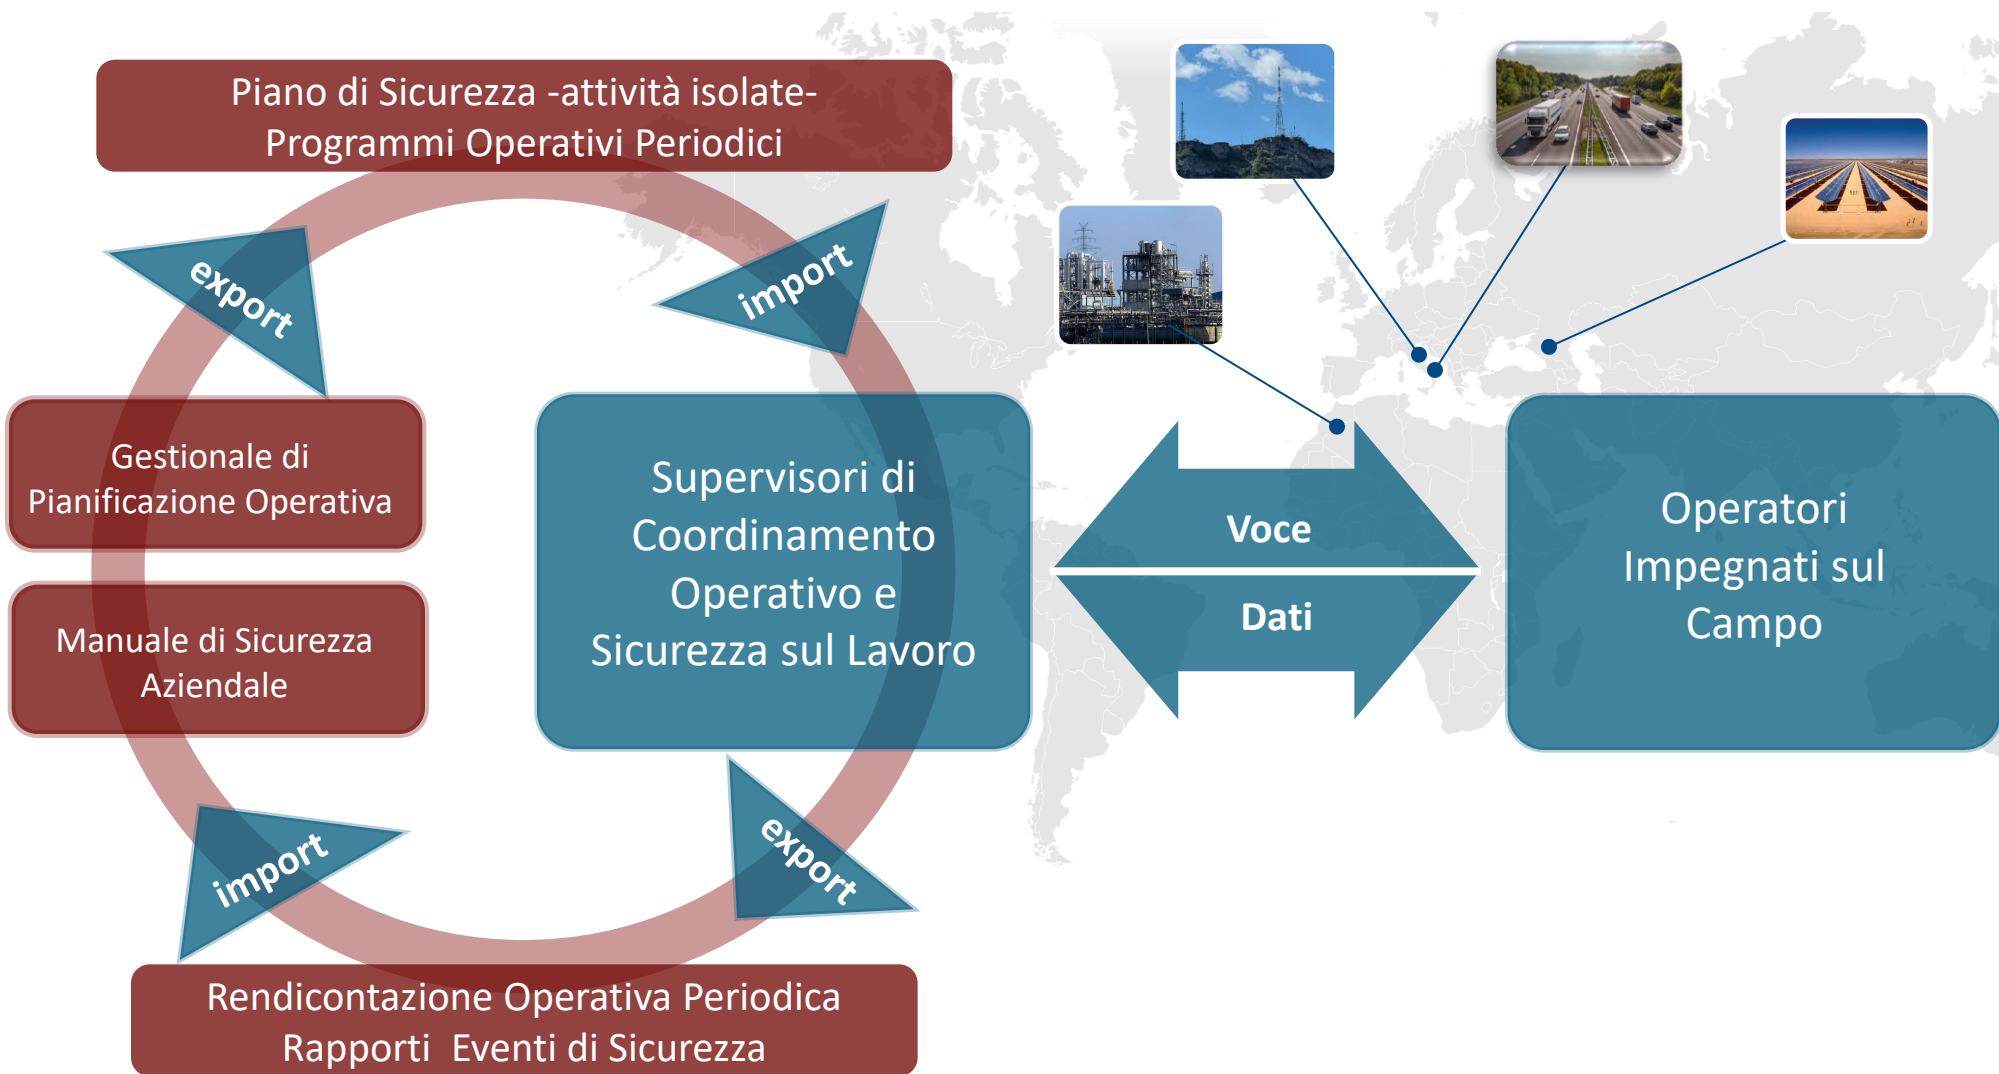 Piano di Sicurezza -attività isolate-
Programmi Operativi Periodici
export
import
Gestionale di
Pianificazione Operativa
Manuale di Sicurezza
Aziendale
Supervisori di
Coordinamento
Operativo e
Sicurezza sul Lavoro
Voce
Dati
Operatori
Impegnati sul
Campo
import
export
Rendicontazione Operativa Periodica
Rapporti  Eventi di Sicurezza